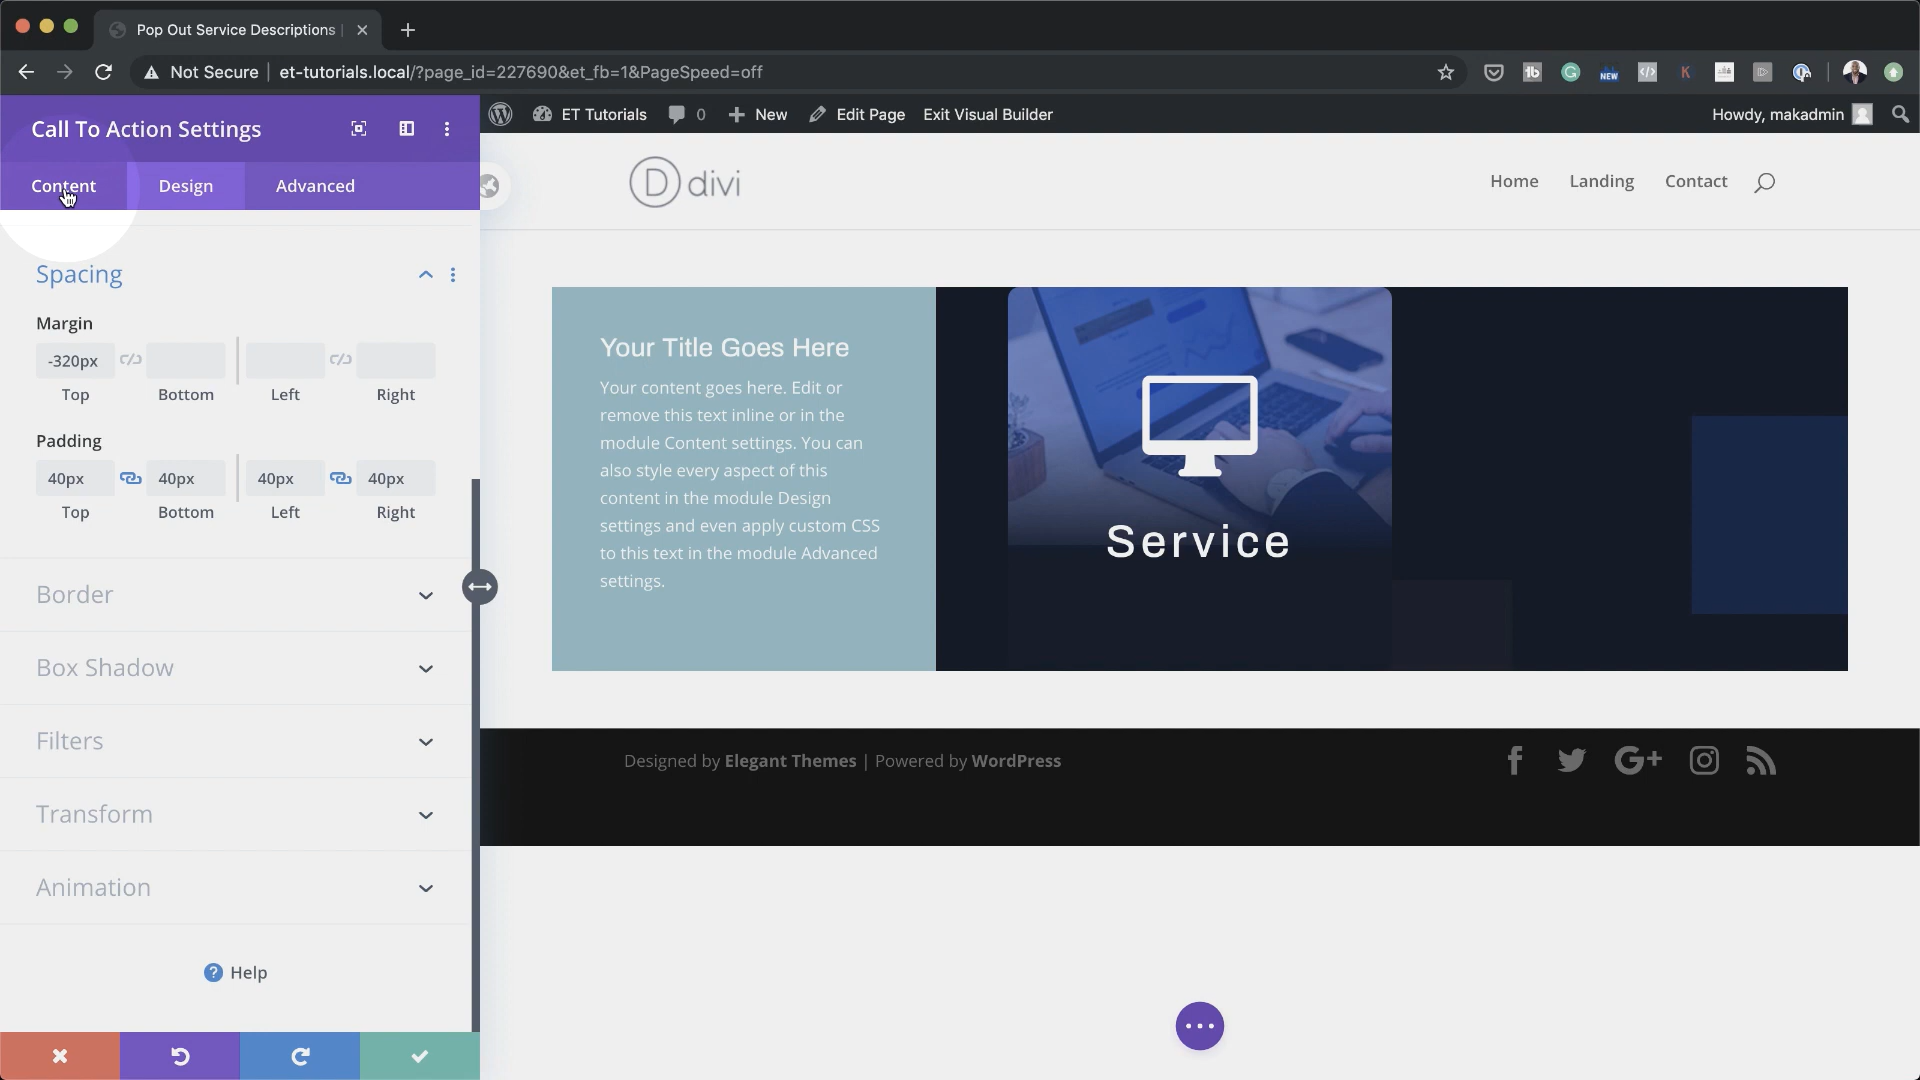 Pop Out Service Descriptions |
Not Secure | et-tutorials.local/?page_id=227690&et_fb=1&PageSpeed=off
1b
G
NEW
</>
K
Call To Action Settings
ET Tutorials
0
New
Edit Page
Exit Visual Builder
Howdy, makadmin
Content
Design
Advanced
D divi
Home
Landing
Contact
Spacing
Margin
-320px
Top
Bottom
Left
Right
Padding
40px
40px
40px
40px
Top
Bottom
Left
Right
Border
Box Shadow
Filters
Transform
Animation
Help
Your Title Goes Here
Your content goes here. Edit or
remove this text inline or in the
module Content settings. You can
also style every aspect of this
content in the module Design
settings and even apply custom CSS
to this text in the module Advanced
settings.
Service
Designed by Elegant Themes | Powered by WordPress
G+